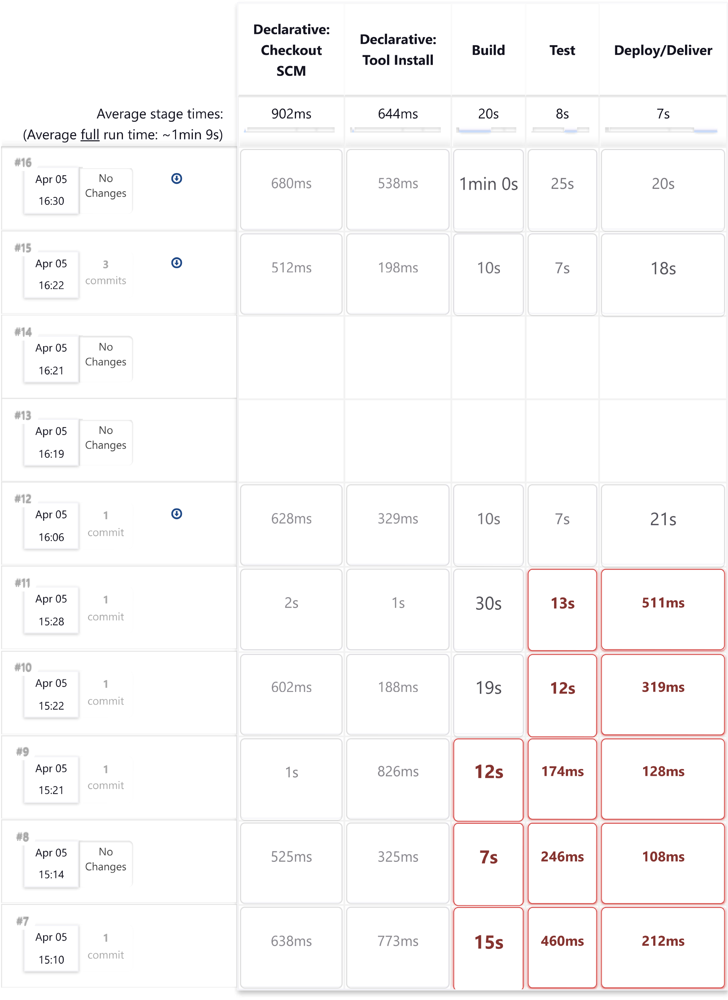 Declarative:
Checkout
SCM
Declarative:
Tool Install
Build
Test
Deploy/Deliver
Average stage times:
(Average full run time: ~1min 9s)
902ms
644ms
20s
8s
7s
#16
Apr 05
16:30
No
Changes
680ms
538ms
1min 0s
25s
20s
#15
Apr 05
16:22
3
commits
512ms
198ms
10s
7s
18s
#14
Apr 05
16:21
No
Changes
#13
Apr 05
16:19
No
Changes
#12
Apr 05
16:06
1
commit
628ms
329ms
10s
7s
21s
#11
Apr 05
15:28
1
commit
2s
1s
30s
13s
511ms
#10
Apr 05
15:22
1
commit
602ms
188ms
19s
12s
319ms
#9
Apr 05
15:21
1
commit
1s
826ms
12s
174ms
128ms
#8
Apr 05
15:14
No
Changes
525ms
325ms
7s
246ms
108ms
#7
Apr 05
15:10
1
commit
638ms
773ms
15s
460ms
212ms